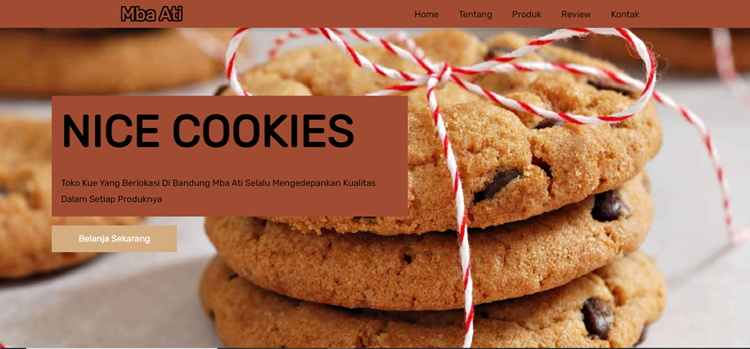 Mba Ati
Home Tentang Produk Review Kontak
NICE COOKIES
Toko Kue Yang Berlokasi Di Bandung Mba Ati Selalu Mengedepankan Kualitas
Dalam Setiap Produknya
Belanja Sekarang